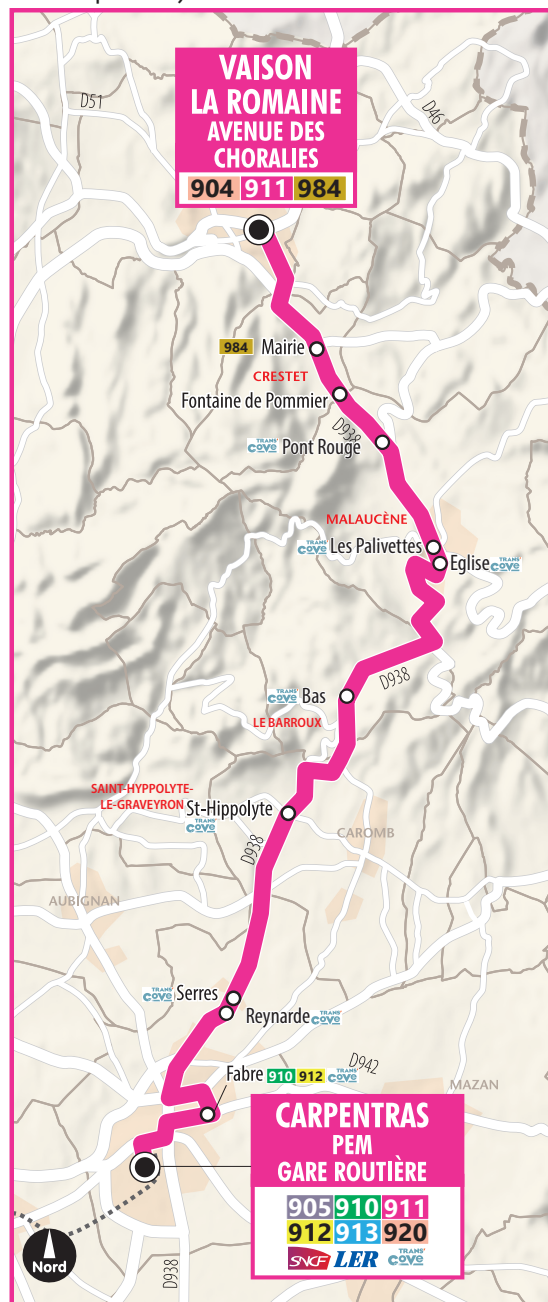 D51
D46
VAISON
LA ROMAINE
AVENUE DES
CHORALIES
904 911 984
984 Mairie
CRESTET
Fontaine de Pommier
D938
TRANS'COVE Pont Rouge
MALAUCÈNE
TRANS'COVE Les Palivettes
Eglise TRANS'COVE
D938
TRANS'COVE Bas
LE BARROUX
SAINT-HYPPOLYTE-
LE-GRAVEYRON St-Hippolyte
TRANS'COVE
CAROMB
D938
AUBIGNAN
TRANS'COVE Serres
Reynarde TRANS'COVE
Fabre 910 912 TRANS'COVE
D942
MAZAN
CARPENTRAS
PEM
GARE ROUTIÈRE
905 910 911
912 913 920
SNCF LER TRANS'COVE
Nord
D938